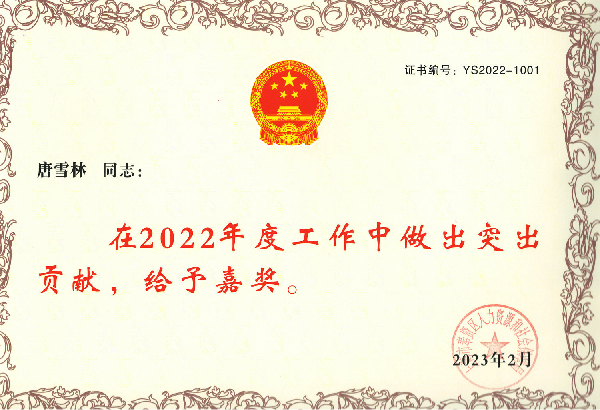 证书编号：YS2022-1001
唐雪林 同志：
在2022年度工作中做出突出
贡献，给予嘉奖。
2023年2月